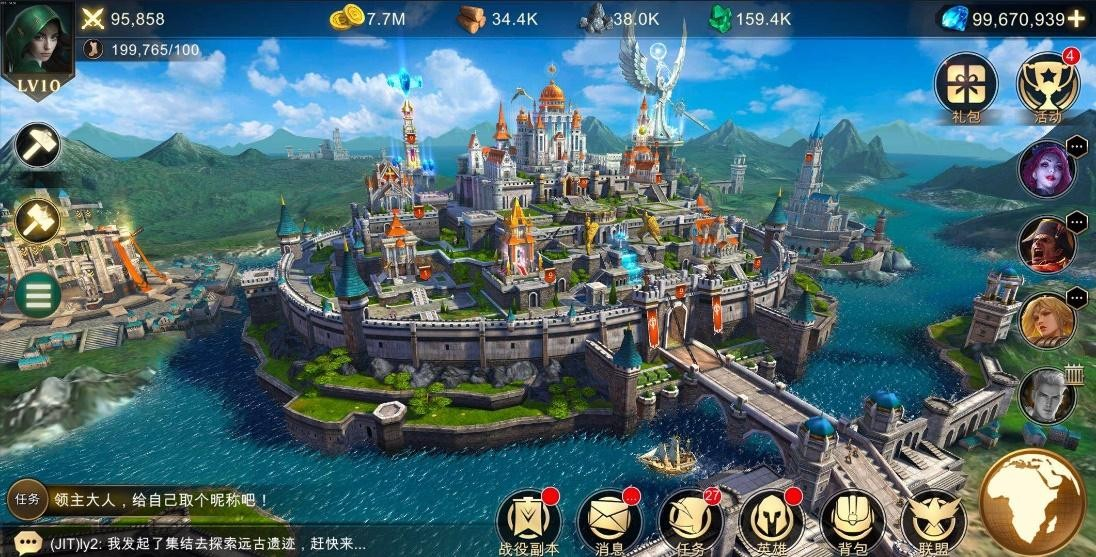 95,858
7.7M
34.4K
38.0K
159.4K
99,670,939
199,765/100
LV10
4
礼包
活动
任务
领主大人，给自己取个昵称吧！
(JIT)ly2: 我发起了集结去探索远古遗迹，赶快来...
27
战役副本
消息
任务
英雄
背包
联盟